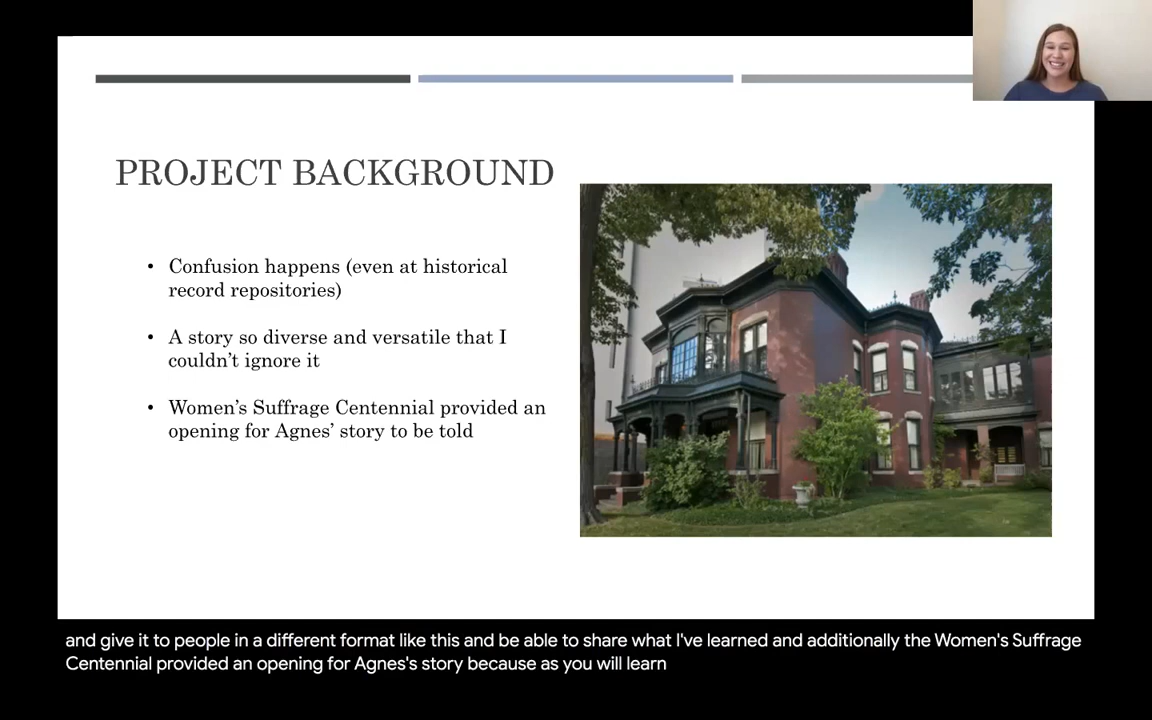 PROJECT BACKGROUND
• Confusion happens (even at historical
record repositories)
• A story so diverse and versatile that I
couldn’t ignore it
• Women’s Suffrage Centennial provided an
opening for Agnes’ story to be told
and give it to people in a different format like this and be able to share what I've learned and additionally the Women's Suffrage
Centennial provided an opening for Agnes's story because as you will learn